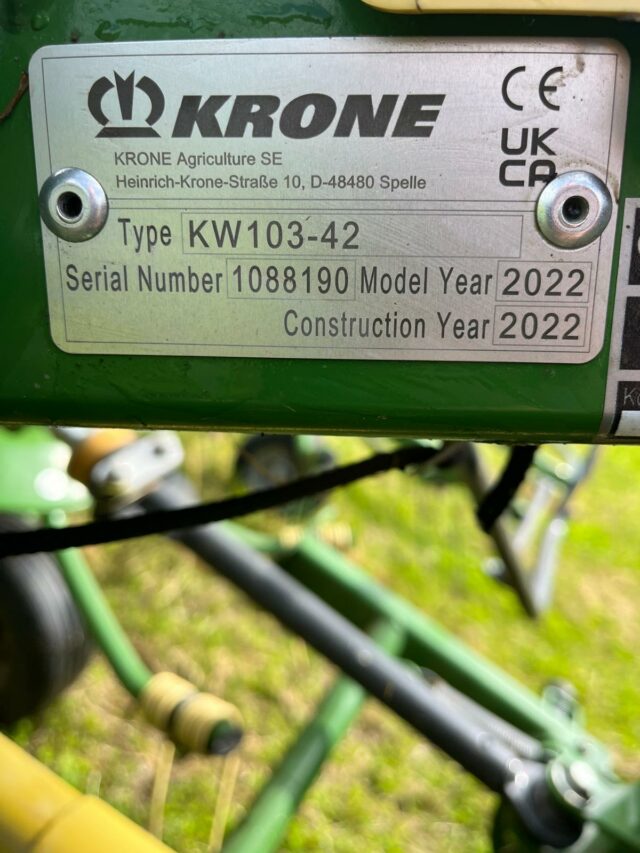 KRONE
CE
UK
CA
KRONE Agriculture SE
Heinrich-Krone-Straße 10, D-48480 Spelle
Type KW103-42
Serial Number 1088190 Model Year 2022
Construction Year 2022